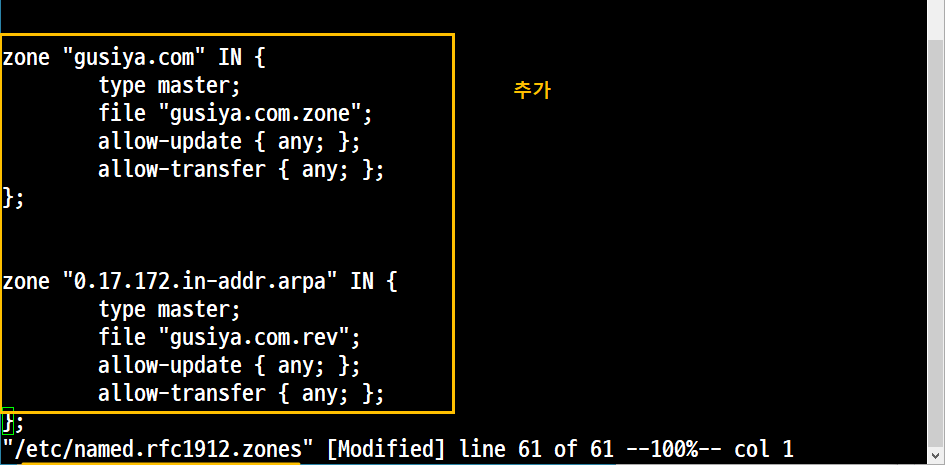 zone "gusiya.com" IN {
        type master;
        file "gusiya.com.zone";
        allow-update { any; };
        allow-transfer { any; };
};
추가
zone "0.17.172.in-addr.arpa" IN {
        type master;
        file "gusiya.com.rev";
        allow-update { any; };
        allow-transfer { any; };
};
"/etc/named.rfc1912.zones" [Modified] line 61 of 61 --100%-- col 1